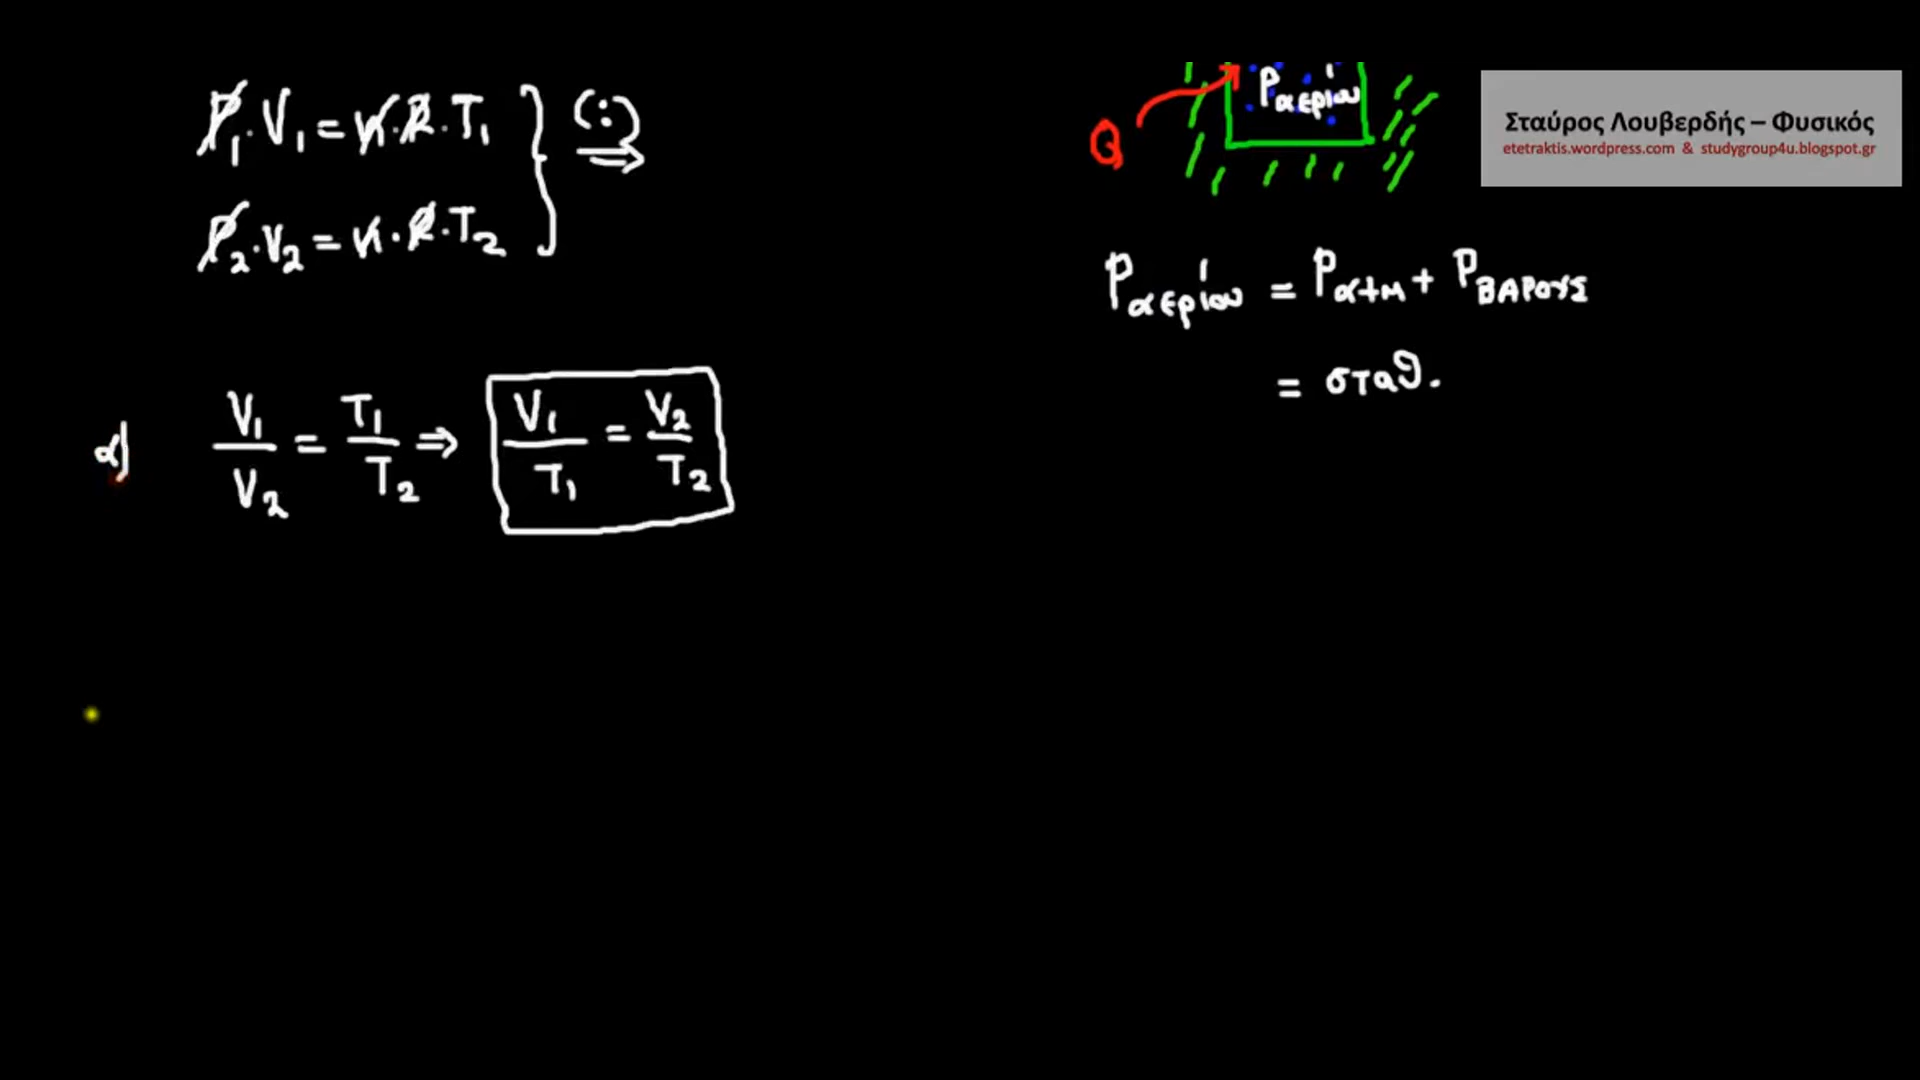 P₁·V₁=n·R·T₁ } (:) ⇒
P₂·V₂=n·R·T₂
α) V₁/V₂ = T₁/T₂ ⇒ V₁/T₁ = V₂/T₂
Pαερίου
Q
Pαερίου = Pατμ + PΒΑΡΟΥΣ
= σταθ.
Σταύρος Λουβερδής – Φυσικός
etetraktis.wordpress.com & studygroup4u.blogspot.gr